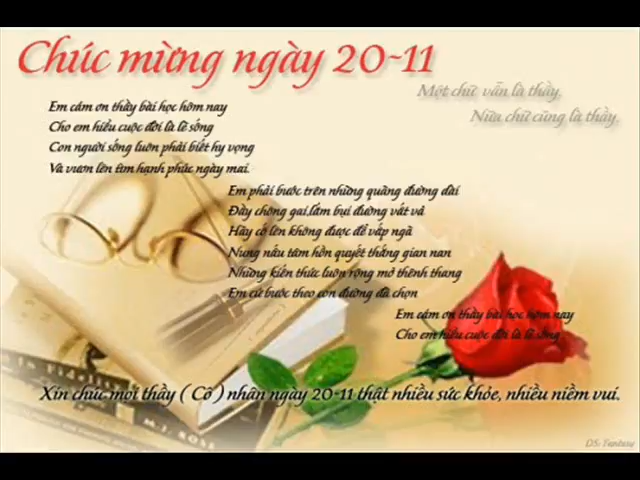 Chúc mừng ngày 20-11
Một chữ vẫn là thầy,
Nửa chữ cũng là thầy.
Em cám ơn thầy bài học hôm nay
Cho em hiểu cuộc đời là lẽ sống
Con người sống luôn phải biết hy vọng
Và vươn lên tìm hạnh phúc ngày mai.
Em phải bước trên những quãng đường dài
Đầy chông gai,lấm bụi đường vất vả
Hãy cố lên không được để vấp ngã
Nung nấu tâm hồn quyết thắng gian nan
Những kiến thức luôn rộng mở thênh thang
Em cứ bước theo con đường đã chọn
Em cám ơn thầy bài học hôm nay
Cho em hiểu cuộc đời là lẽ sống
Xin chúc mọi thầy ( Cô ) nhân ngày 20-11 thật nhiều sức khỏe, nhiều niềm vui.
M. J. ROSE
DS: Fantasy